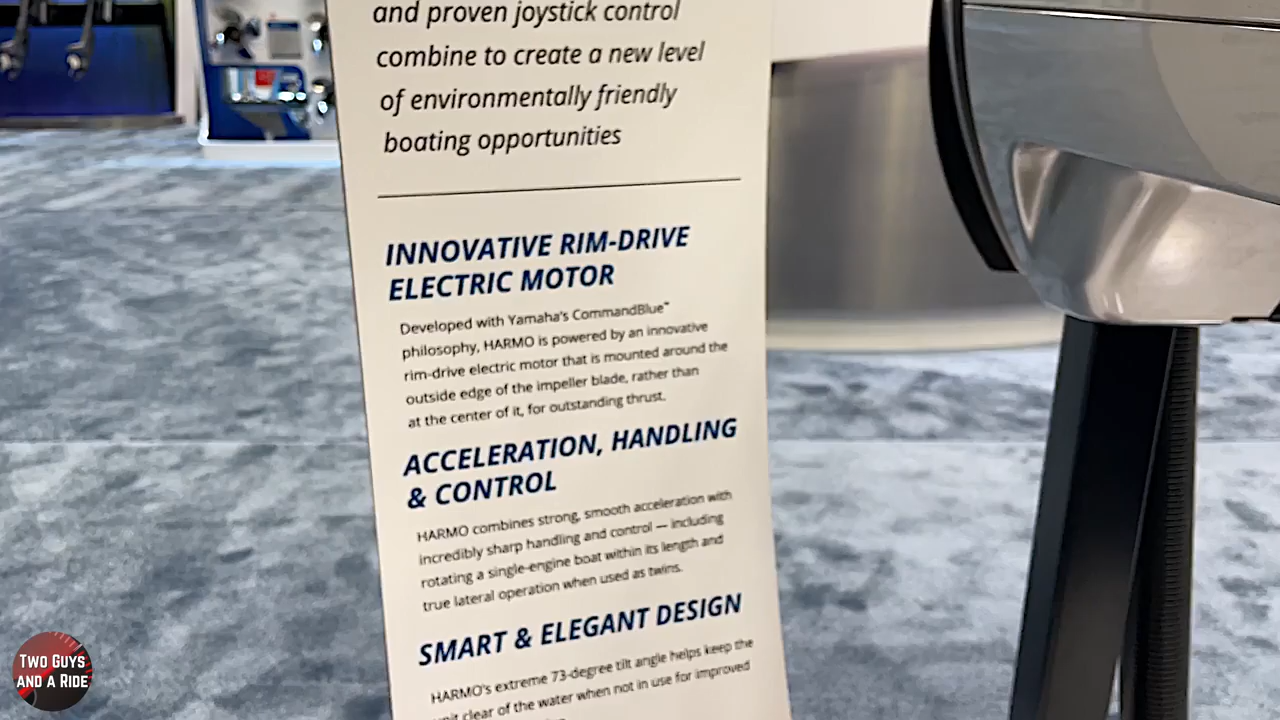 and proven joystick control
combine to create a new level
of environmentally friendly
boating opportunities
INNOVATIVE RIM-DRIVE
ELECTRIC MOTOR
Developed with Yamaha's CommandBlue™
philosophy, HARMO is powered by an innovative
rim-drive electric motor that is mounted around the
outside edge of the impeller blade, rather than
at the center of it, for outstanding thrust.
ACCELERATION, HANDLING
& CONTROL
HARMO combines strong, smooth acceleration with
incredibly sharp handling and control — including
rotating a single-engine boat within its length and
true lateral operation when used as twins.
SMART & ELEGANT DESIGN
HARMO's extreme 73-degree tilt angle helps keep the
unit clear of the water when not in use for improved
TWO GUYS
AND A RIDE